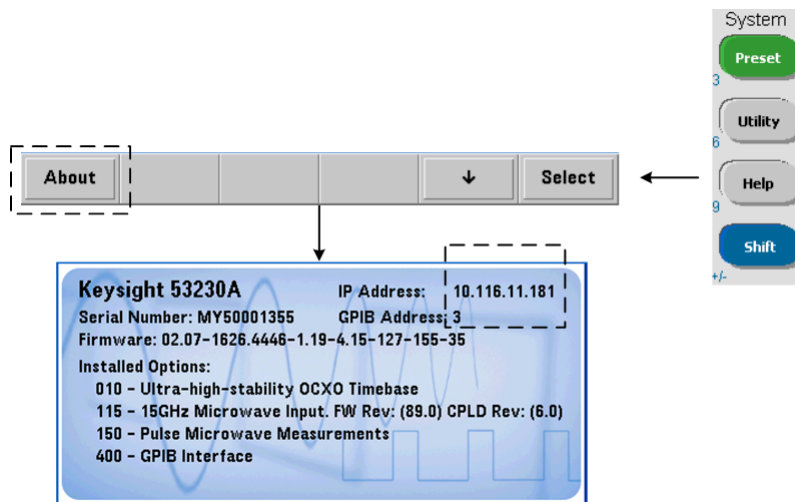 System
Preset
3
Utility
6
Help
9
Shift
+/-
About ↓ Select
Keysight 53230A IP Address: 10.116.11.181
Serial Number: MY50001355 GPIB Address: 3
Firmware: 02.07-1626.4446-1.19-4.15-127-155-35
Installed Options:
010 - Ultra-high-stability OCXO Timebase
115 - 15GHz Microwave Input. FW Rev: (89.0) CPLD Rev: (6.0)
150 - Pulse Microwave Measurements
400 - GPIB Interface